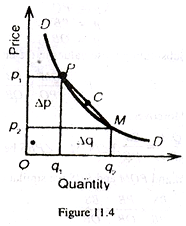 D
Price
P
p₁
C
Δp
M
p₂
Δq
D
O
q₁
q₂
Quantity
Figure 11.4